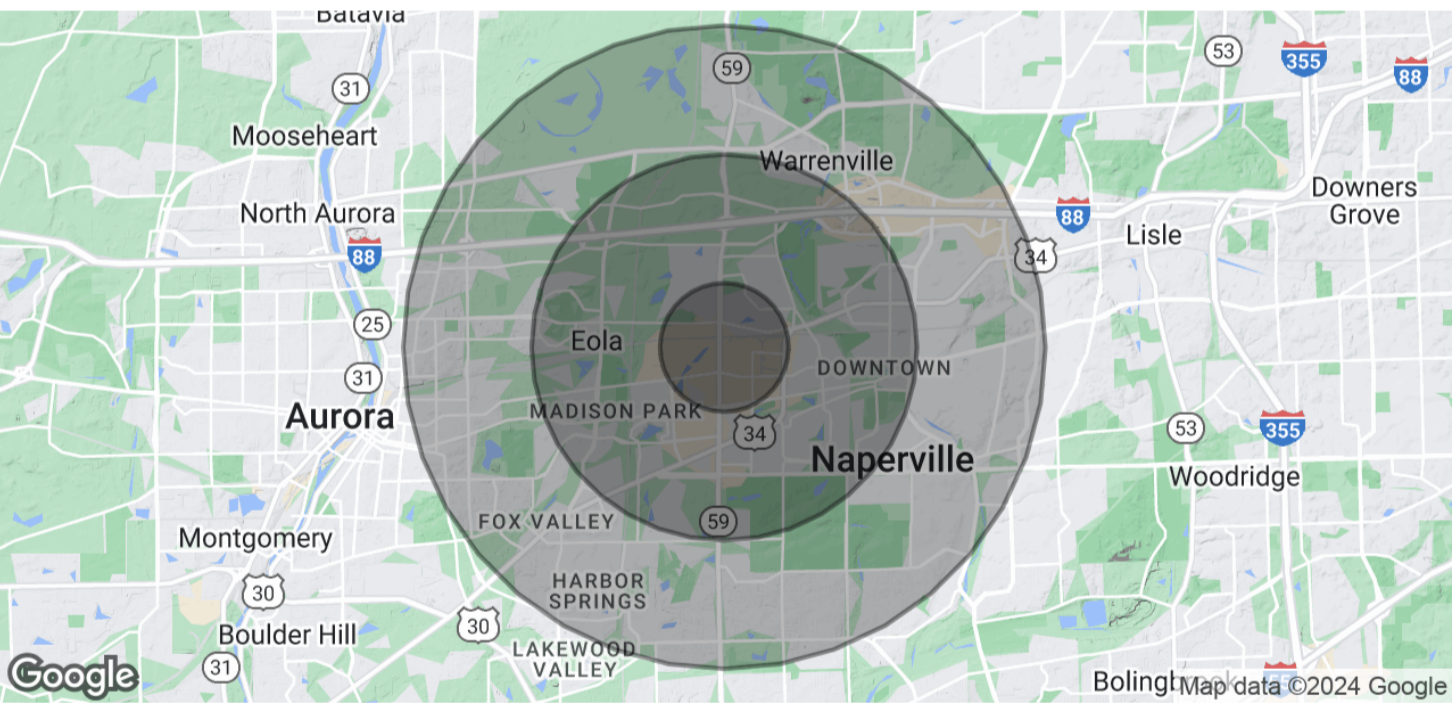 Batavia
59
53
355
88
31
Mooseheart
Warrenville
Downers
Grove
North Aurora
88
Lisle
88
34
25
Eola
DOWNTOWN
31
MADISON PARK
Aurora
34
53
355
Naperville
Woodridge
FOX VALLEY
59
Montgomery
HARBOR
SPRINGS
30
30
Boulder Hill
LAKEWOOD
VALLEY
31
Google
Map data ©2024 Google